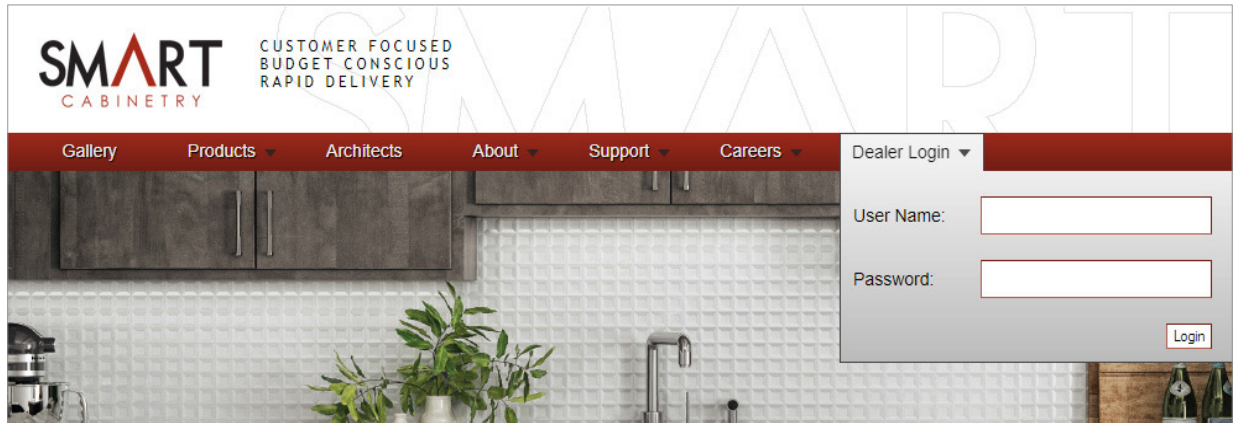 SMART
SMART
CABINETRY
CUSTOMER FOCUSED
BUDGET CONSCIOUS
RAPID DELIVERY
Gallery Products Architects About Support Careers Dealer Login
User Name:
Password:
Login